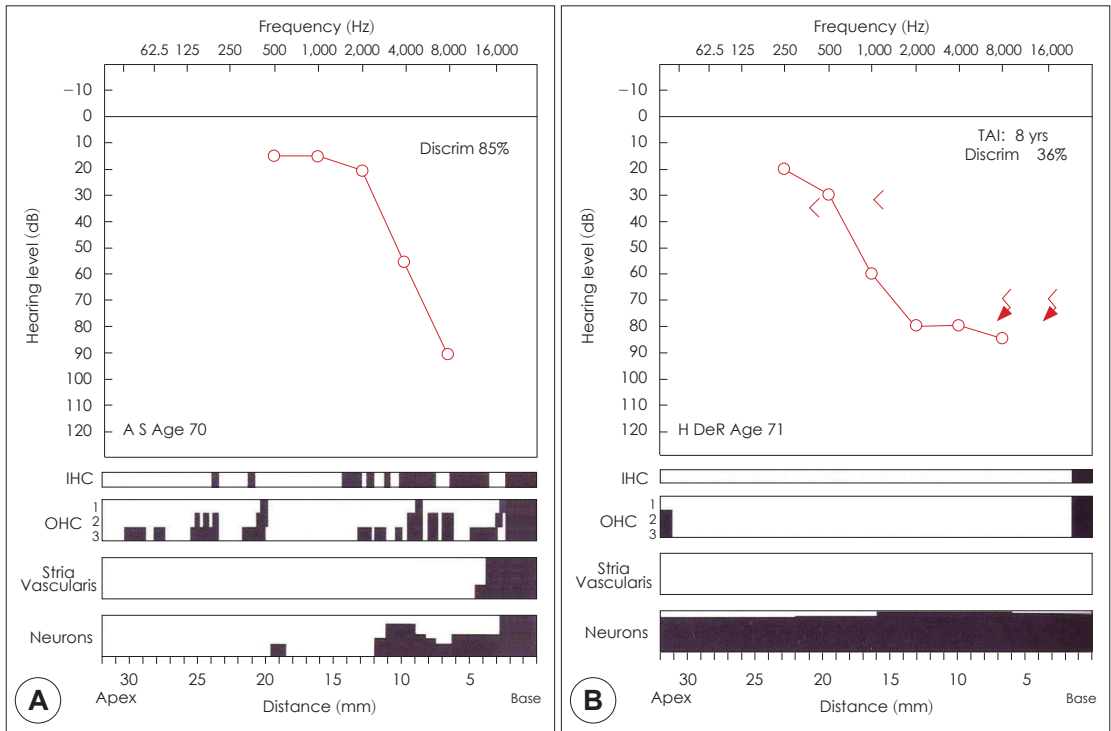 Frequency (Hz)
62.5 125 250 500 1,000 2,000 4,000 8,000 16,000
Hearing level (dB)
−10
0
10
20
30
40
50
60
70
80
90
100
110
120
Discrim 85%
A S Age 70
IHC
OHC
1
2
3
Stria
Vascularis
Neurons
30 25 20 15 10 5
Apex
Base
Distance (mm)
A
Frequency (Hz)
62.5 125 250 500 1,000 2,000 4,000 8,000 16,000
Hearing level (dB)
−10
0
10
20
30
40
50
60
70
80
90
100
110
120
TAI: 8 yrs
Discrim 36%
H DeR Age 71
IHC
OHC
1
2
3
Stria
Vascularis
Neurons
30 25 20 15 10 5
Apex
Base
Distance (mm)
B